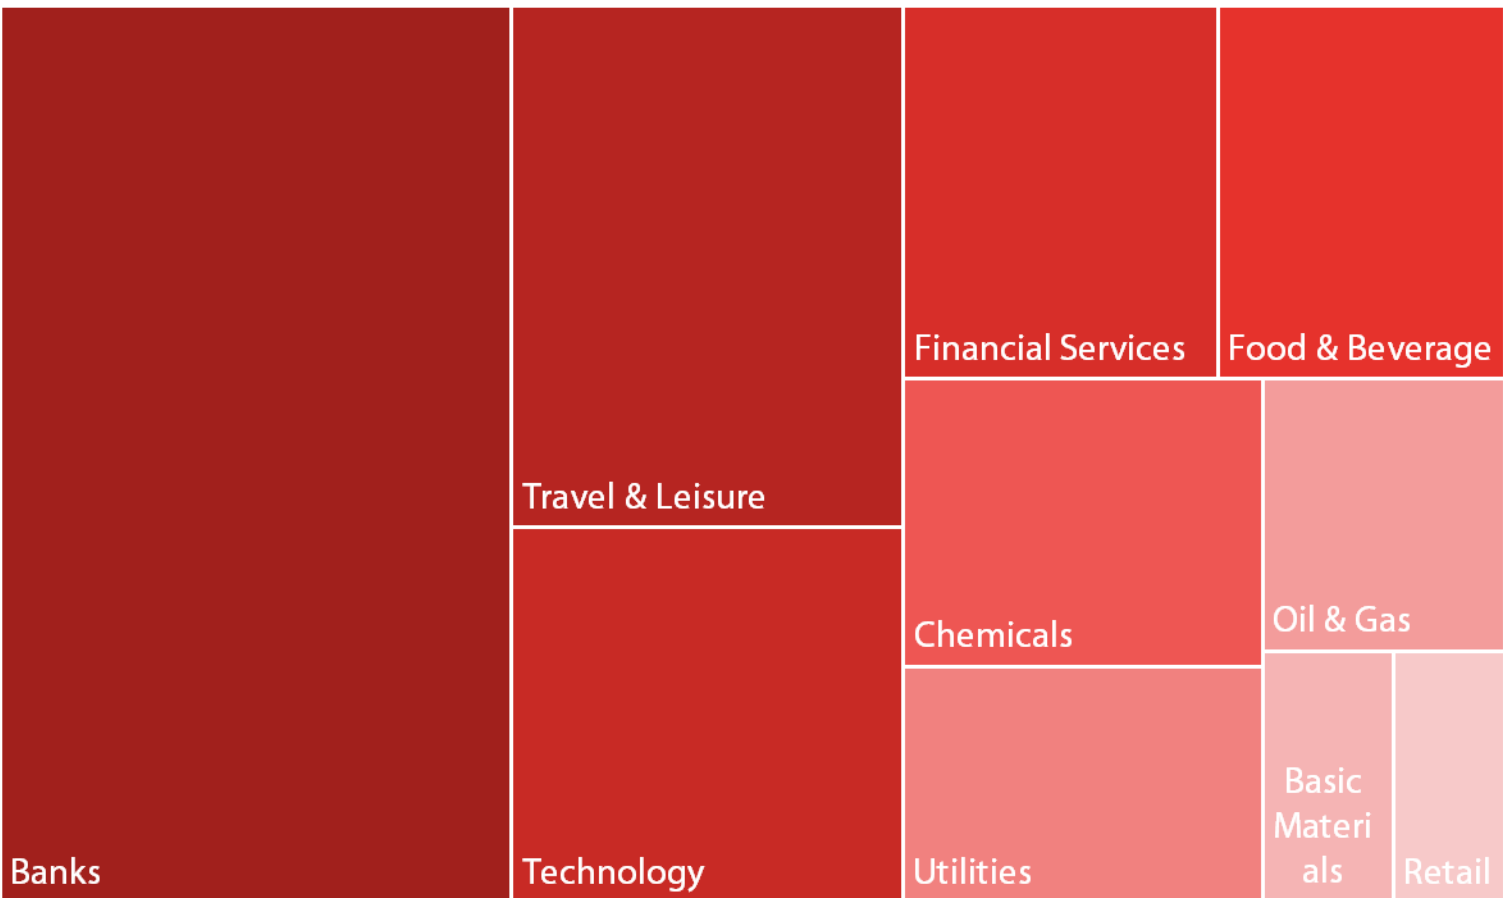 Financial Services
Food & Beverage
Travel & Leisure
Oil & Gas
Chemicals
Basic
Materi
als
Banks
Technology
Utilities
Retail